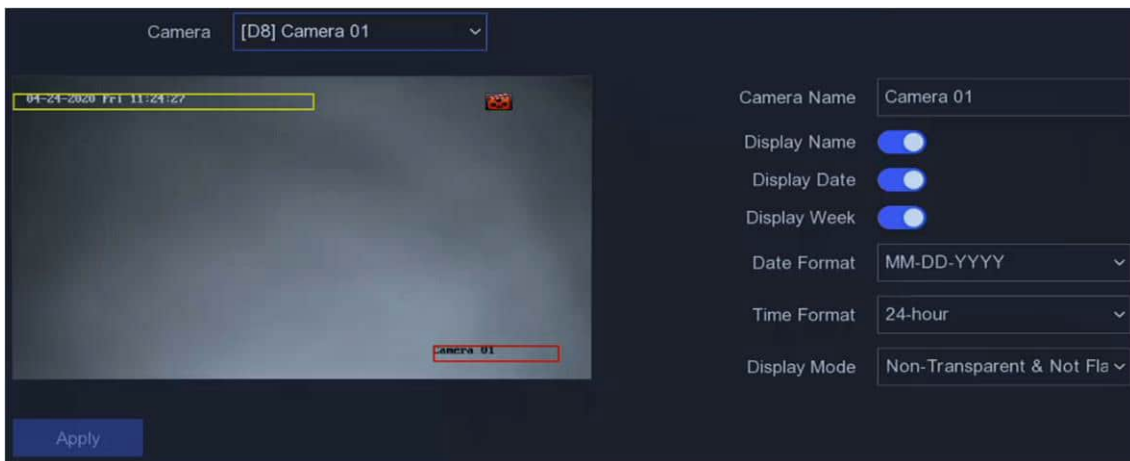 Camera [D8] Camera 01
04-24-2020 Fri 11:24:27
Camera Name Camera 01
Display Name
Display Date
Display Week
Date Format MM-DD-YYYY
Time Format 24-hour
Camera 01
Display Mode Non-Transparent & Not Fla
Apply